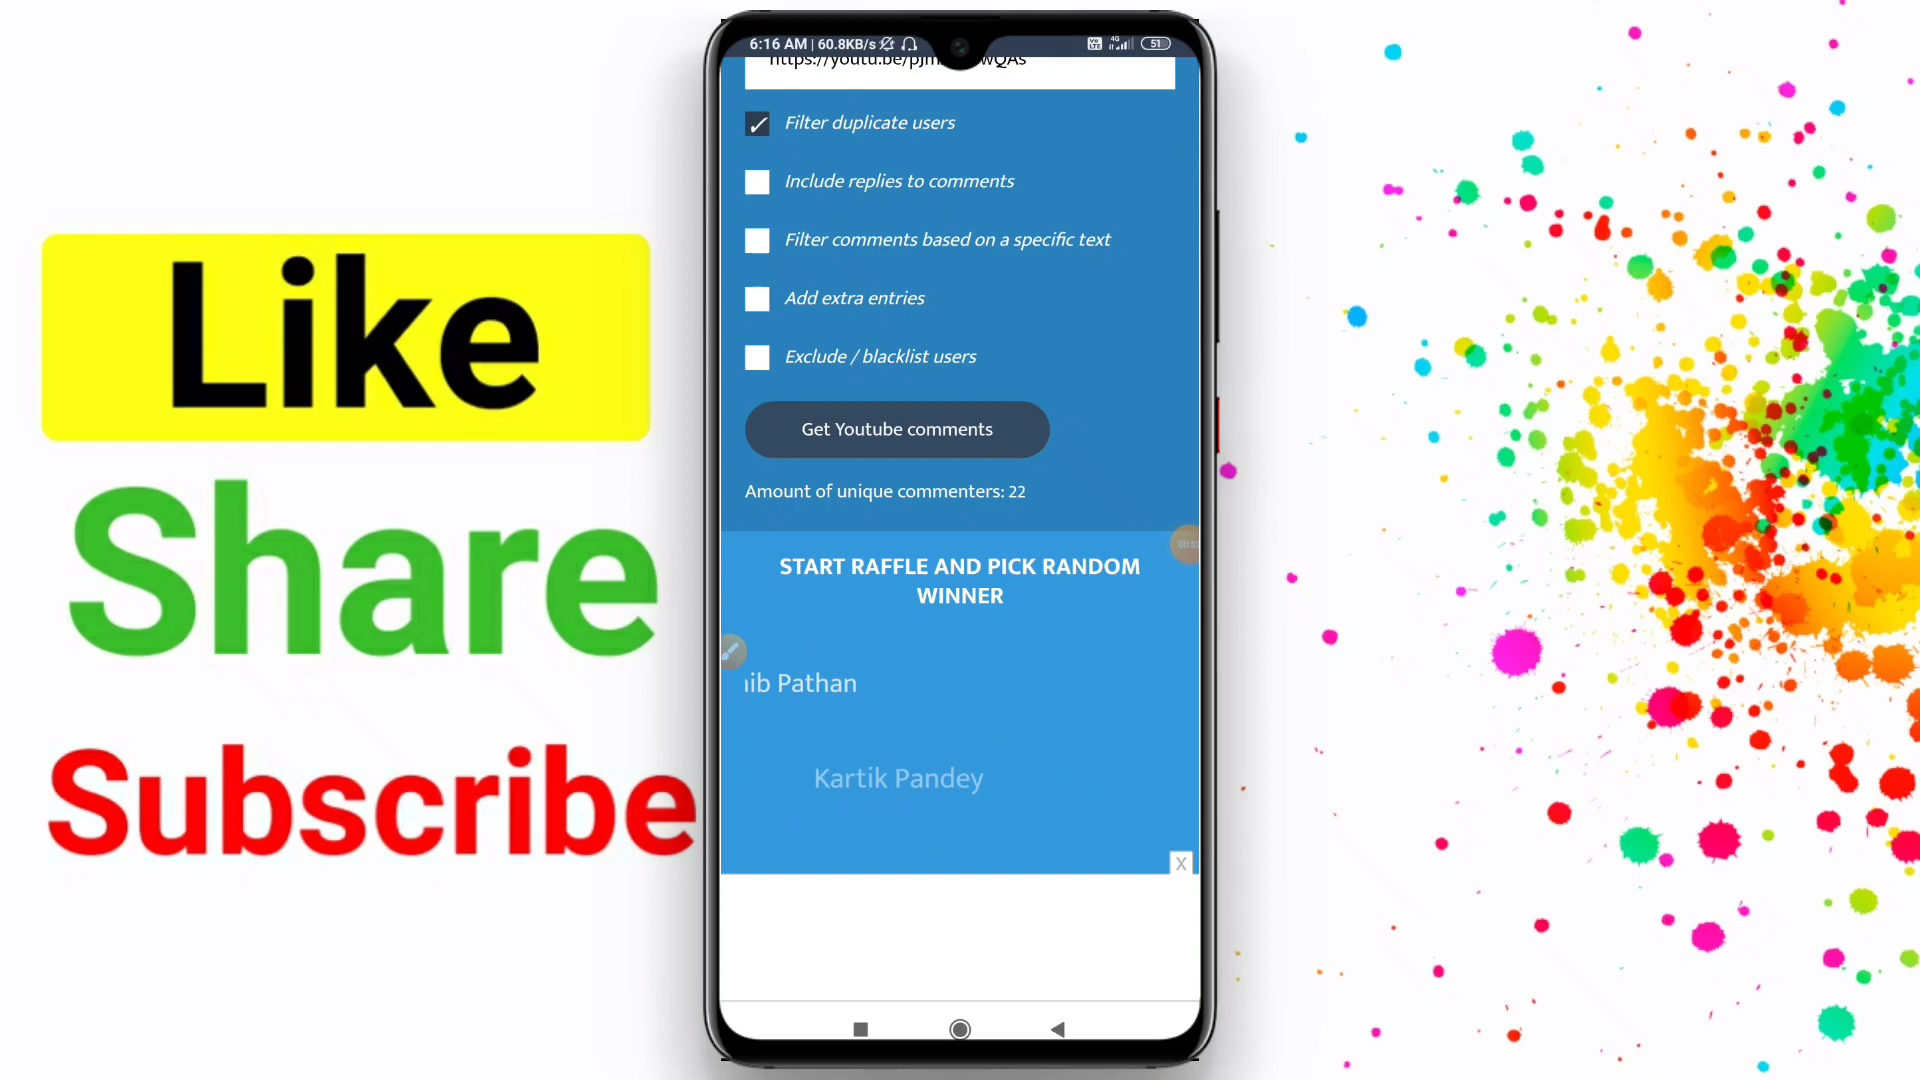 Like
Share
Subscribe
6:16 AM | 60.8KB/s
4G
51
Filter duplicate users
Include replies to comments
Filter comments based on a specific text
Add extra entries
Exclude / blacklist users
Get Youtube comments
Amount of unique commenters: 22
START RAFFLE AND PICK RANDOM
WINNER
Pathan
Kartik Pandey
X